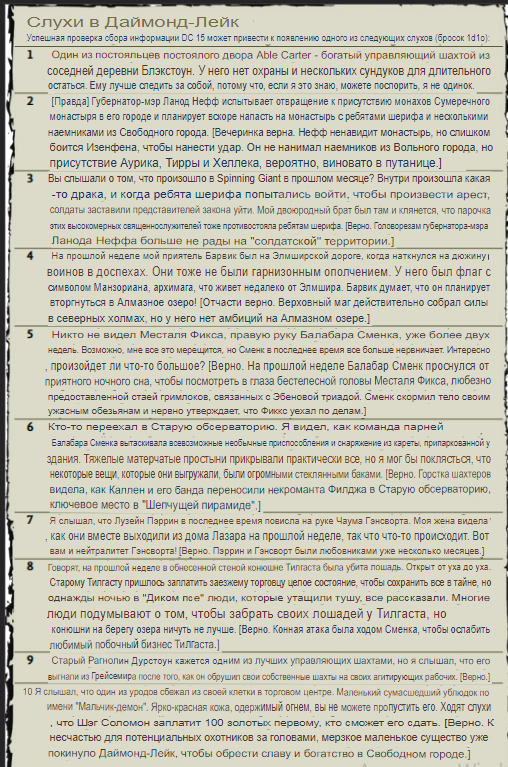 Слухи в Даймонд-Лейк
Успешная проверка сбора информации DC 15 может привести к появлению одного из следующих слухов (бросок 1d1o):
1 Один из постояльцев постоялого двора Able Carter - богатый управляющий шахтой из
соседней деревни Блэкстоун. У него нет охраны и нескольких сундуков для длительного
остаться. Ему лучше следить за собой, потому что, если я это знаю, можете поспорить, я не одинок.
2 [Правда] Губернатор-мэр Ланод Нефф испытывает отвращение к присутствию монахов Сумеречного
монастыря в его городе и планирует вскоре напасть на монастырь с ребятами шерифа и несколькими
наемниками из Свободного города. [Вечеринка верна. Нефф ненавидит монастырь, но слишком
боится Изенфена, чтобы нанести удар. Он не нанимал наемников из Вольного города, но
присутствие Аурика, Тирры и Хеллека, вероятно, виновато в путанице.]
3 Вы слышали о том, что произошло в Spinning Giant в прошлом месяце? Внутри произошла какая
-то драка, и когда ребята шерифа попытались войти, чтобы произвести арест,
солдаты заставили представителей закона уйти. Мой двоюродный брат был там и клянется, что парочка
этих высокомерных священнослужителей тоже противостояла ребятам шерифа. [Верно. Головорезам губернатора-мэра
Ланода Неффа больше не рады на "солдатской" территории.]
4 На прошлой неделе мой приятель Барвик был на Элмширской дороге, когда наткнулся на дюжину
воинов в доспехах. Они тоже не были гарнизонным ополчением. У него был флаг с
символом Манзориана, архимага, что живет недалеко от Элмшира. Барвик думает, что он планирует
вторгнуться в Алмазное озеро! [Отчасти верно. Верховный маг действительно собрал силы
в северных холмах, но у него нет амбиций на Алмазном озере.]
5 Никто не видел Месталя Фикса, правую руку Балабара Сменка, уже более двух
недель. Возможно, мне все это мерещится, но Сменк в последнее время все больше нервничает. Интересно
, произойдет ли что-то большое? [Верно. На прошлой неделе Балабар Сменк проснулся от
приятного ночного сна, чтобы посмотреть в глаза бестелесной головы Месталя Фикса, любезно
предоставленной стаей гримлоков, связанных с Эбеновой триадой. Сменк скормил тело своим
ужасным обезьянам и нервно утверждает, что Фикс уехал по делам.]
6 Кто-то переехал в Старую обсерваторию. Я видел, как команда парней
Балабара Сменка вытаскивала всевозможные необычные приспособления и снаряжение из кареты, припаркованной у
здания. Тяжелые матерчатые простыни прикрывали практически все, но я мог бы поклясться, что
некоторые вещи, которые они выгружали, были огромными стеклянными баками. [Верно. Горстка шахтеров
видела, как Каллен и его банда переносили некроманта Филджа в Старую обсерваторию,
ключевое место в "Шепчущей пирамиде".]
7 Я слышал, что Лузейн Пэррин в последнее время повисла на руке Чаума Гэнсворта. Моя жена видела
, как они вместе выходили из дома Лазара на прошлой неделе, так что что-то происходит. Вот
вам и нейтралитет Гэнсворта! [Верно. Пэррин и Гэнсворт были любовниками уже несколько месяцев.]
8 Говорят, на прошлой неделе в обнесенной стеной конюшне Тилгаста была убита лошадь. Открыт от уха до уха.
Старому Тилгасту пришлось заплатить заезжему торговцу целое состояние, чтобы сохранить все в тайне, но
однажды ночью в "Диком псе" люди, которые утащили тушу, все рассказали. Многие
люди подумывают о том, чтобы забрать своих лошадей у Тилгаста, но
конюшни на берегу озера ничуть не лучше. [Верно. Конная атака была ходом Сменка, чтобы ослабить
любимый побочный бизнес Тилгаста.]
9 Старый Рагнолин Дурстоун кажется одним из лучших управляющих шахтами, но я слышал, что его
выгнали из Грейсемира после того, как он обрушил свои собственные шахты на своих агитирующих рабочих. [Верно.]
10 Я слышал, что один из уродов сбежал из своей клетки в торговом центре. Маленький сумасшедший ублюдок по
имени "Мальчик-демон". Ярко-красная кожа, одержимый огнем, вы не можете пропустить его. Ходят слухи
, что Шэг Соломон заплатит 100 золотых первому, кто сможет его сдать. [Верно. К
несчастью для потенциальных охотников за головами, мерзкое маленькое существо уже
покинуло Даймонд-Лейк, чтобы обрести славу и богатство в Свободном городе.]